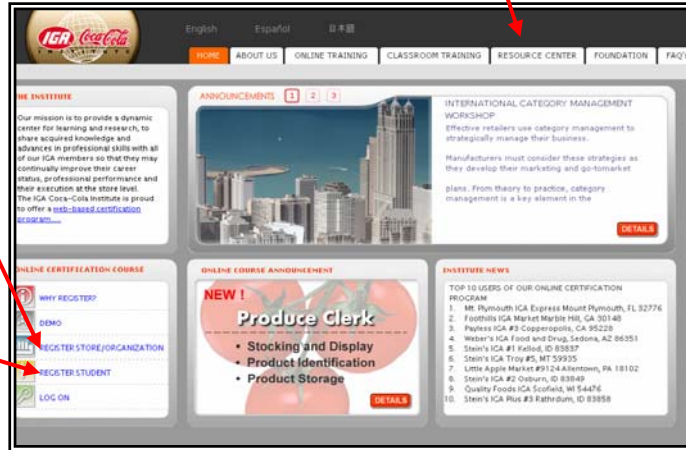 IGA Coca-Cola
INSTITUTE
English Español 日本語
HOME ABOUT US ONLINE TRAINING CLASSROOM TRAINING RESOURCE CENTER FOUNDATION FAQ'
THE INSTITUTE
Our mission is to provide a dynamic
center for learning and research, to
share acquired knowledge and
advances in professional skills with all
of our IGA members so that they may
continually improve their career
status, professional performance and
their execution at the store level.
The IGA Coca-Cola Institute is proud
to offer a web-based certification
program....
ANNOUNCEMENTS 1 2 3
INTERNATIONAL CATEGORY MANAGEMENT
WORKSHOP
Effective retailers use category management to
strategically manage their business.
Manufacturers must consider these strategies as
they develop their marketing and go-tomarket
plans. From theory to practice, category
management is a key element in the
DETAILS
ONLINE CERTIFICATION COURSE
WHY REGISTER?
DEMO
REGISTER STORE/ORGANIZATION
REGISTER STUDENT
LOG ON
ONLINE COURSE ANNOUNCEMENT
NEW !
Produce Clerk
• Stocking and Display
• Product Identification
• Product Storage
DETAILS
INSTITUTE NEWS
TOP 10 USERS OF OUR ONLINE CERTIFICATION
PROGRAM
1. Mt. Plymouth IGA Express Mount Plymouth, FL 32776
2. Foothills IGA Market Marble Hill, GA 30148
3. Payless IGA #3 Copperopolis, CA 95228
4. Weber's IGA Food and Drug, Sedona, AZ 86351
5. Stein's IGA #1 Kellod, ID 83837
6. Stein's IGA Troy #5, MT 59935
7. Little Apple Market #9124 Allentown, PA 18102
8. Stein's IGA #2 Osburn, ID 83849
9. Quality Foods IGA Scofield, WI 54476
10. Stein's IGA Plus #3 Rathrdum, ID 83858